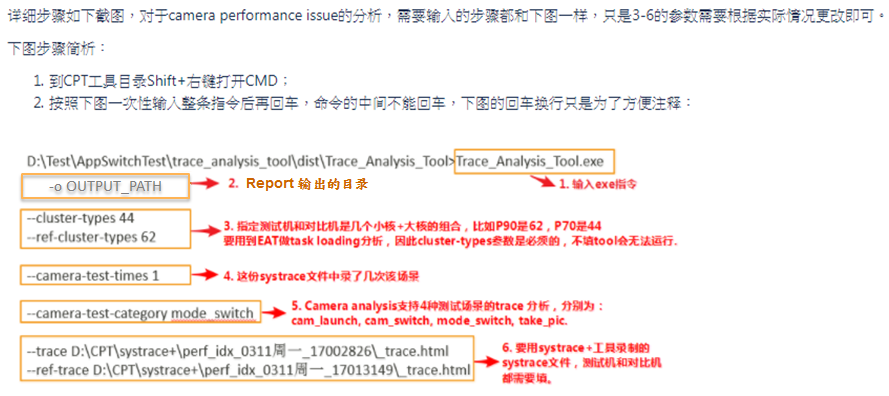 详细步骤如下截图，对于camera performance issue的分析，需要输入的步骤都和下图一样，只是3-6的参数需要根据实际情况更改即可。
下图步骤简析：
1. 到CPT工具目录Shift+右键打开CMD；
2. 按照下图一次性输入整条指令后再回车，命令的中间不能回车，下图的回车换行只是为了方便注释：
D:\Test\AppSwitchTest\trace_analysis_tool\dist\Trace_Analysis_Tool>Trace_Analysis_Tool.exe
-o OUTPUT_PATH
2. Report 输出的目录
1. 输入exe指令
--cluster-types 44
--ref-cluster-types 62
3. 指定测试机和对比机是几个小核+大核的组合，比如P90是62，P70是44
要用到EAT做task loading分析，因此cluster-types参数是必须的，不填tool会无法运行.
--camera-test-times 1
4. 这份systrace文件中录了几次该场景
--camera-test-category mode_switch
5. Camera analysis支持4种测试场景的trace 分析，分别为：
cam_launch, cam_switch, mode_switch, take_pic.
--trace D:\CPT\systrace+\perf_idx_0311周一_17002826\_trace.html
--ref-trace D:\CPT\systrace+\perf_idx_0311周一_17013149\_trace.html
6. 要用systrace+工具录制的
systrace文件，测试机和对比机
都需要填。